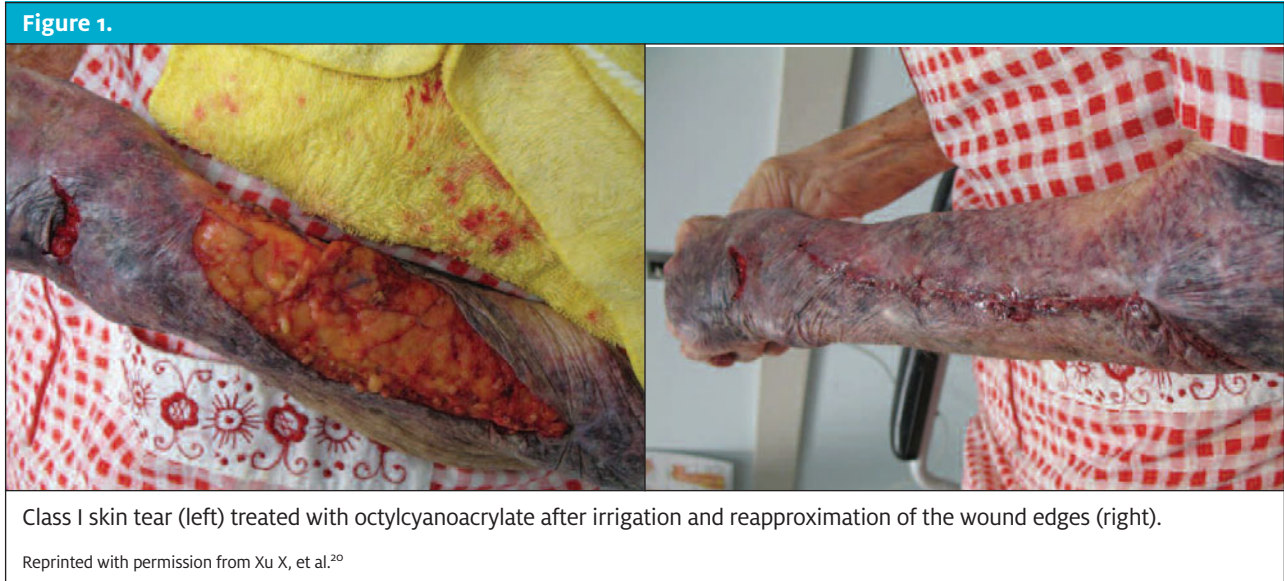 Figure 1.
Class I skin tear (left) treated with octylcyanoacrylate after irrigation and reapproximation of the wound edges (right).
Reprinted with permission from Xu X, et al.20